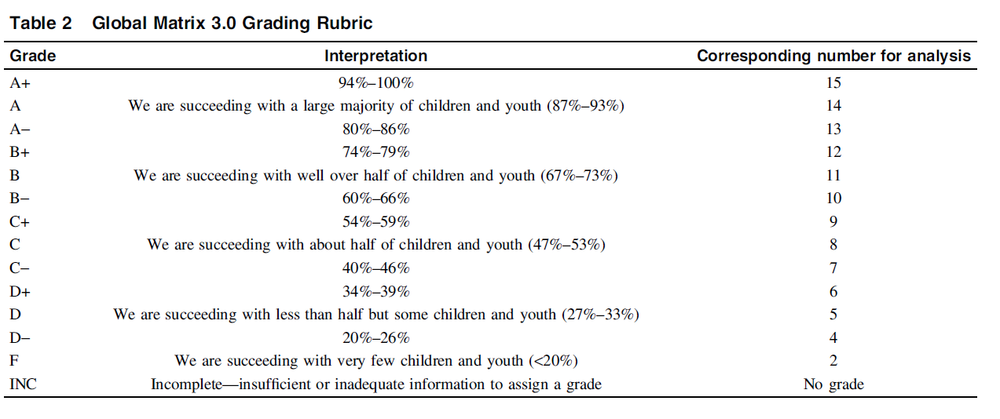 Table 2 Global Matrix 3.0 Grading Rubric
Grade Interpretation Corresponding number for analysis
A+ 94%–100% 15
A We are succeeding with a large majority of children and youth (87%–93%) 14
A− 80%–86% 13
B+ 74%–79% 12
B We are succeeding with well over half of children and youth (67%–73%) 11
B− 60%–66% 10
C+ 54%–59% 9
C We are succeeding with about half of children and youth (47%–53%) 8
C− 40%–46% 7
D+ 34%–39% 6
D We are succeeding with less than half but some children and youth (27%–33%) 5
D− 20%–26% 4
F We are succeeding with very few children and youth (<20%) 2
INC Incomplete—insufficient or inadequate information to assign a grade No grade